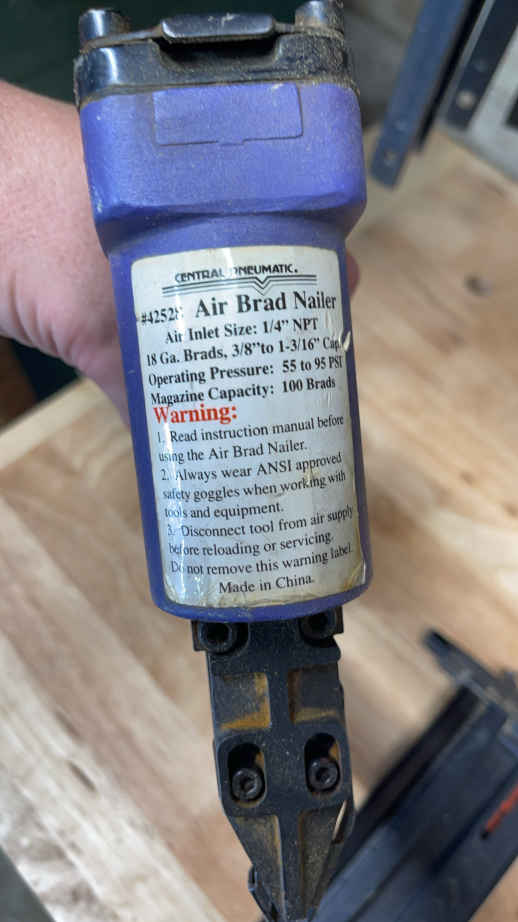 CENTRAL PNEUMATIC.
#42528 Air Brad Nailer
Air Inlet Size: 1/4" NPT
18 Ga. Brads, 3/8"to 1-3/16" Cap.
Operating Pressure: 55 to 95 PSI
Magazine Capacity: 100 Brads
Warning:
1. Read instruction manual before
using the Air Brad Nailer.
2. Always wear ANSI approved
safety goggles when working with
tools and equipment.
3. Disconnect tool from air supply
before reloading or servicing.
Do not remove this warning label.
Made in China.